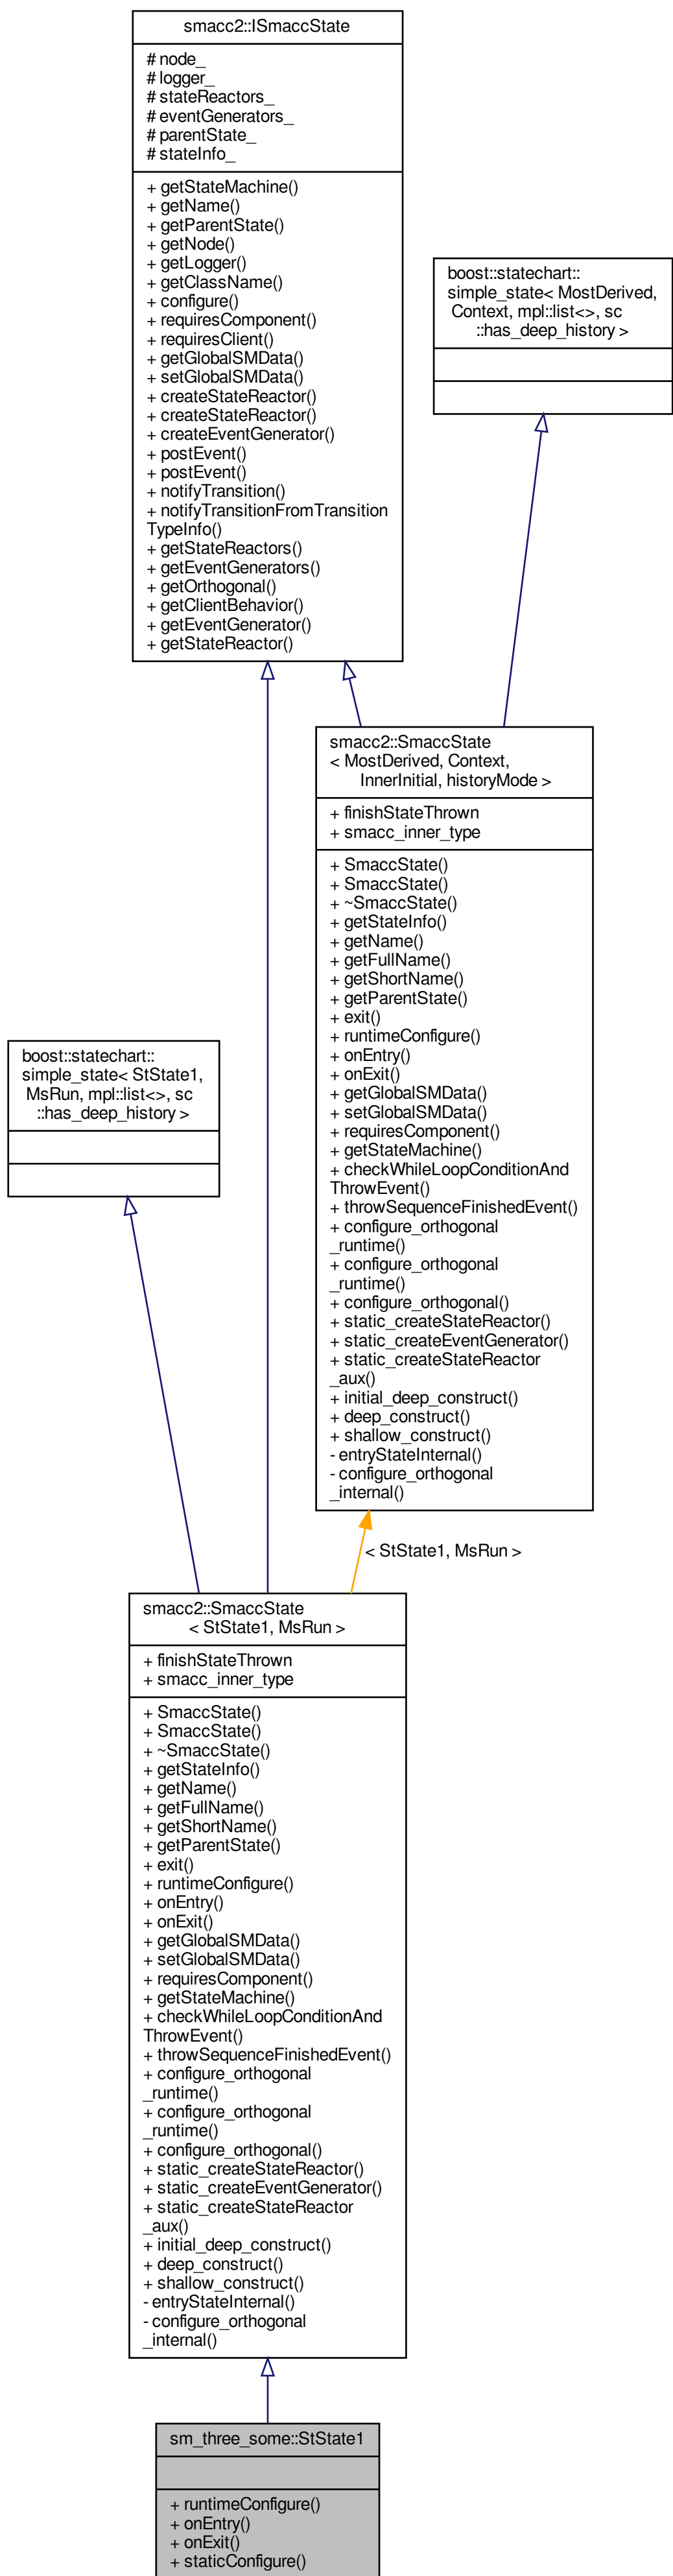 smacc2::ISmaccState
# node_
# logger_
# stateReactors_
# eventGenerators_
# parentState_
# stateInfo_
+ getStateMachine()
+ getName()
+ getParentState()
+ getNode()
+ getLogger()
+ getClassName()
+ configure()
+ requiresComponent()
+ requiresClient()
+ getGlobalSMData()
+ setGlobalSMData()
+ createStateReactor()
+ createStateReactor()
+ createEventGenerator()
+ postEvent()
+ postEvent()
+ notifyTransition()
+ notifyTransitionFromTransition
TypeInfo()
+ getStateReactors()
+ getEventGenerators()
+ getOrthogonal()
+ getClientBehavior()
+ getEventGenerator()
+ getStateReactor()
boost::statechart::
simple_state< MostDerived,
Context, mpl::list<>, sc
::has_deep_history >
smacc2::SmaccState
< MostDerived, Context,
InnerInitial, historyMode >
+ finishStateThrown
+ smacc_inner_type
+ SmaccState()
+ SmaccState()
+ ~SmaccState()
+ getStateInfo()
+ getName()
+ getFullName()
+ getShortName()
+ getParentState()
+ exit()
+ runtimeConfigure()
+ onEntry()
+ onExit()
+ getGlobalSMData()
+ setGlobalSMData()
+ requiresComponent()
+ getStateMachine()
+ checkWhileLoopConditionAnd
ThrowEvent()
+ throwSequenceFinishedEvent()
+ configure_orthogonal
_runtime()
+ configure_orthogonal
_runtime()
+ configure_orthogonal()
+ static_createStateReactor()
+ static_createEventGenerator()
+ static_createStateReactor
_aux()
+ initial_deep_construct()
+ deep_construct()
+ shallow_construct()
- entryStateInternal()
- configure_orthogonal
_internal()
boost::statechart::
simple_state< StState1,
MsRun, mpl::list<>, sc
::has_deep_history >
< StState1, MsRun >
smacc2::SmaccState
< StState1, MsRun >
+ finishStateThrown
+ smacc_inner_type
+ SmaccState()
+ SmaccState()
+ ~SmaccState()
+ getStateInfo()
+ getName()
+ getFullName()
+ getShortName()
+ getParentState()
+ exit()
+ runtimeConfigure()
+ onEntry()
+ onExit()
+ getGlobalSMData()
+ setGlobalSMData()
+ requiresComponent()
+ getStateMachine()
+ checkWhileLoopConditionAnd
ThrowEvent()
+ throwSequenceFinishedEvent()
+ configure_orthogonal
_runtime()
+ configure_orthogonal
_runtime()
+ configure_orthogonal()
+ static_createStateReactor()
+ static_createEventGenerator()
+ static_createStateReactor
_aux()
+ initial_deep_construct()
+ deep_construct()
+ shallow_construct()
- entryStateInternal()
- configure_orthogonal
_internal()
sm_three_some::StState1
+ runtimeConfigure()
+ onEntry()
+ onExit()
+ staticConfigure()